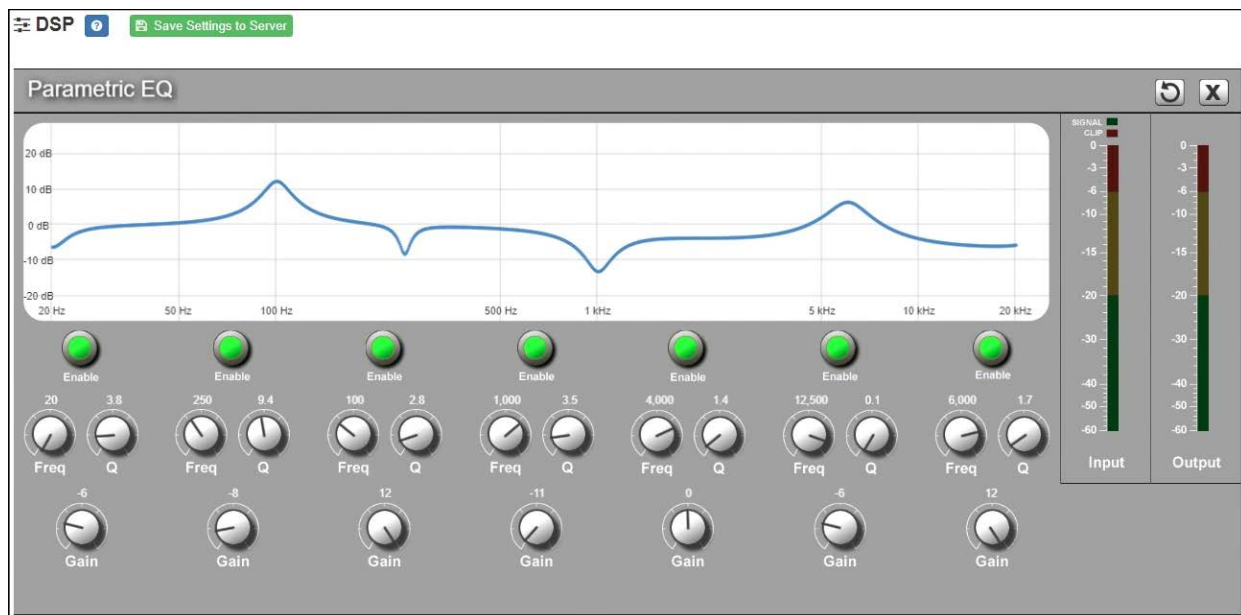 DSP ? Save Settings to Server
Parametric EQ X
SIGNAL
CLIP
20 dB
10 dB
0 dB
-10 dB
-20 dB
20 Hz 50 Hz 100 Hz 500 Hz 1 kHz 5 kHz 10 kHz 20 kHz
0 0
-3 -3
-6 -6
-10 -10
-15 -15
-20 -20
-30 -30
-40 -40
-50 -50
-60 -60
Input Output
Enable Enable Enable Enable Enable Enable Enable
20 3.8 250 9.4 100 2.8 1,000 3.5 4,000 1.4 12,500 0.1 6,000 1.7
Freq Q Freq Q Freq Q Freq Q Freq Q Freq Q Freq Q
-6 -8 12 -11 0 -6 12
Gain Gain Gain Gain Gain Gain Gain